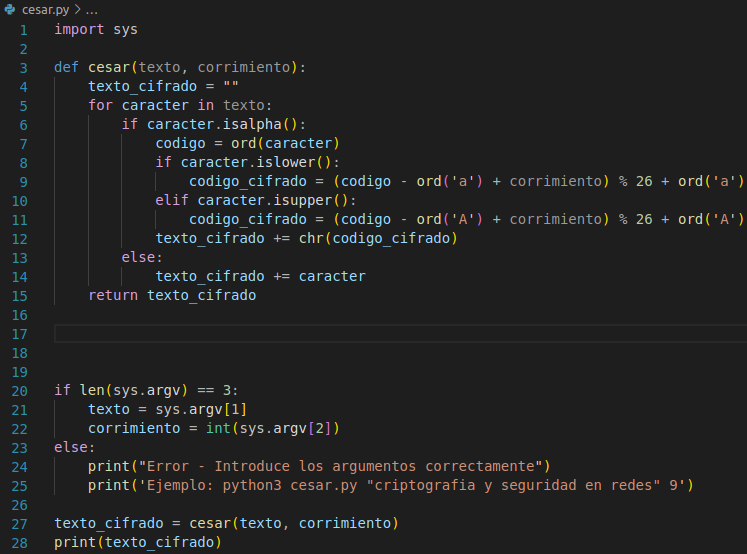 cesar.py > ...
1 import sys
2
3 def cesar(texto, corrimiento):
4     texto_cifrado = ""
5     for caracter in texto:
6         if caracter.isalpha():
7             codigo = ord(caracter)
8             if caracter.islower():
9                 codigo_cifrado = (codigo - ord('a') + corrimiento) % 26 + ord('a')
10             elif caracter.isupper():
11                 codigo_cifrado = (codigo - ord('A') + corrimiento) % 26 + ord('A')
12             texto_cifrado += chr(codigo_cifrado)
13         else:
14             texto_cifrado += caracter
15     return texto_cifrado
16
17
18
19
20 if len(sys.argv) == 3:
21     texto = sys.argv[1]
22     corrimiento = int(sys.argv[2])
23 else:
24     print("Error - Introduce los argumentos correctamente")
25     print('Ejemplo: python3 cesar.py "criptografia y seguridad en redes" 9')
26
27 texto_cifrado = cesar(texto, corrimiento)
28 print(texto_cifrado)